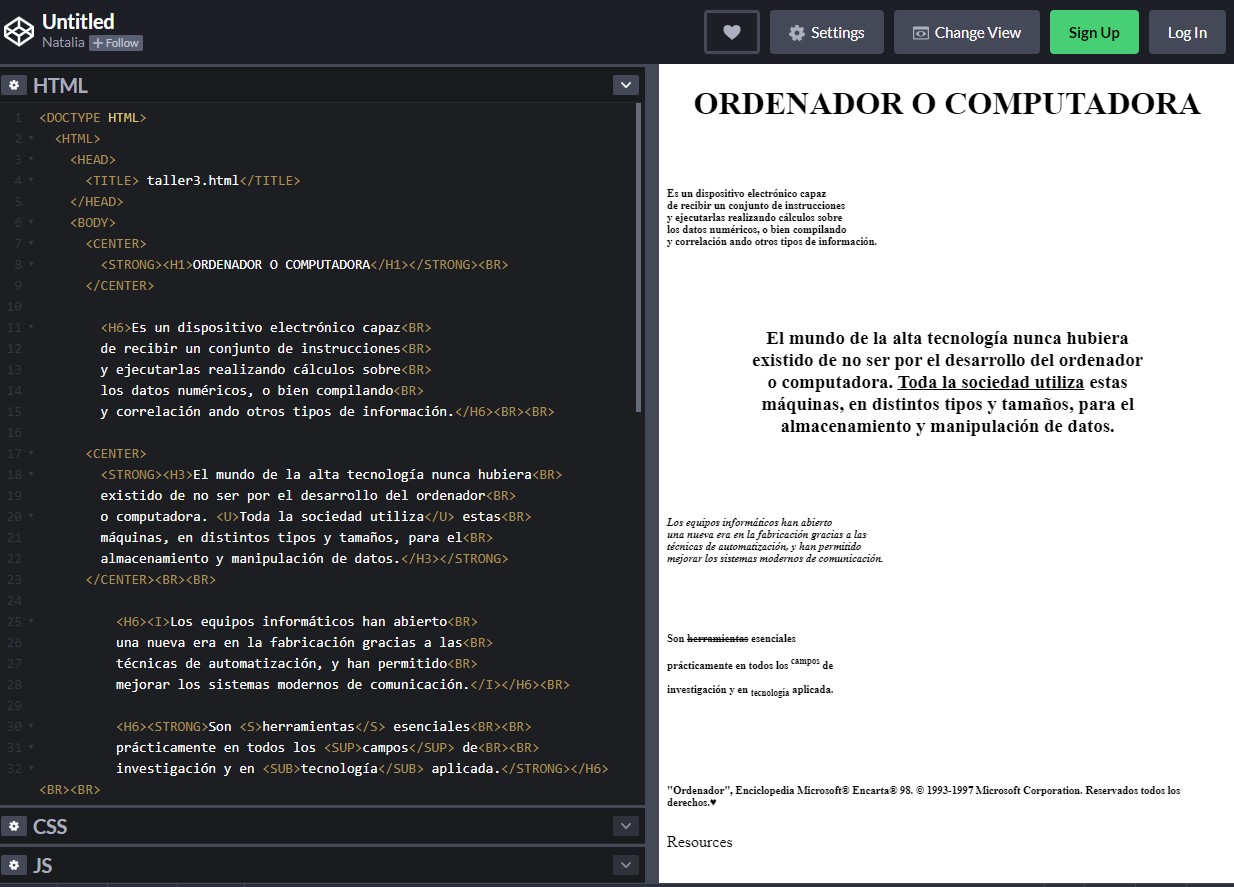 Untitled
Natalia + Follow
Settings
Change View
Sign Up
Log In
HTML
1 <DOCTYPE HTML>
2 <HTML>
3 <HEAD>
4 <TITLE> taller3.html</TITLE>
5 </HEAD>
6 <BODY>
7 <CENTER>
8 <STRONG><H1>ORDENADOR O COMPUTADORA</H1></STRONG><BR>
9 </CENTER>
10
11 <H6>Es un dispositivo electrónico capaz<BR>
12 de recibir un conjunto de instrucciones<BR>
13 y ejecutarlas realizando cálculos sobre<BR>
14 los datos numéricos, o bien compilando<BR>
15 y correlación ando otros tipos de información.</H6><BR><BR>
16
17 <CENTER>
18 <STRONG><H3>El mundo de la alta tecnología nunca hubiera<BR>
19 existido de no ser por el desarrollo del ordenador<BR>
20 o computadora. <U>Toda la sociedad utiliza</U> estas<BR>
21 máquinas, en distintos tipos y tamaños, para el<BR>
22 almacenamiento y manipulación de datos.</H3></STRONG>
23 </CENTER><BR><BR>
24
25 <H6><I>Los equipos informáticos han abierto<BR>
26 una nueva era en la fabricación gracias a las<BR>
27 técnicas de automatización, y han permitido<BR>
28 mejorar los sistemas modernos de comunicación.</I></H6><BR>
29
30 <H6><STRONG>Son <S>herramientas</S> esenciales<BR><BR>
31 prácticamente en todos los <SUP>campos</SUP> de<BR><BR>
32 investigación y en <SUB>tecnología</SUB> aplicada.</STRONG></H6>
<BR><BR>
CSS
JS
ORDENADOR O COMPUTADORA
Es un dispositivo electrónico capaz
de recibir un conjunto de instrucciones
y ejecutarlas realizando cálculos sobre
los datos numéricos, o bien compilando
y correlación ando otros tipos de información.
El mundo de la alta tecnología nunca hubiera
existido de no ser por el desarrollo del ordenador
o computadora. Toda la sociedad utiliza estas
máquinas, en distintos tipos y tamaños, para el
almacenamiento y manipulación de datos.
Los equipos informáticos han abierto
una nueva era en la fabricación gracias a las
técnicas de automatización, y han permitido
mejorar los sistemas modernos de comunicación.
Son herramientas esenciales
prácticamente en todos los campos de
investigación y en tecnología aplicada.
"Ordenador", Enciclopedia Microsoft® Encarta® 98. © 1993-1997 Microsoft Corporation. Reservados todos los
derechos.♥
Resources